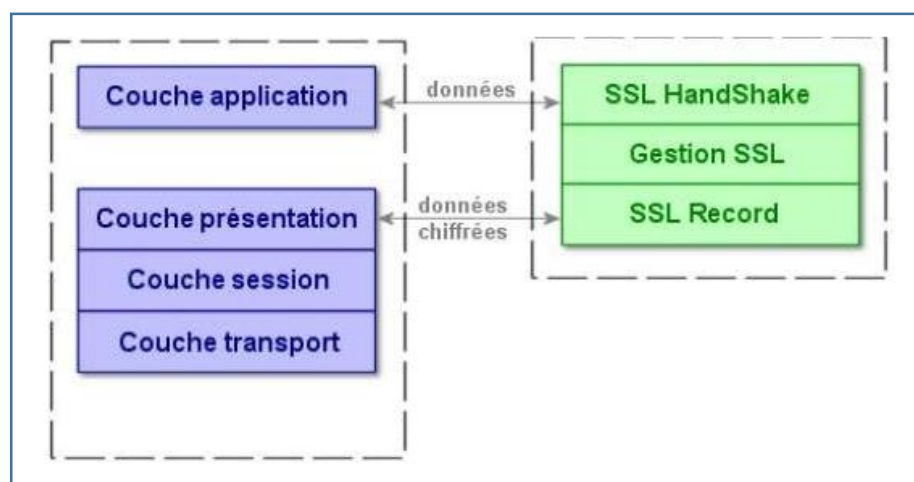 Couche application
données
SSL HandShake
Gestion SSL
Couche présentation
données
chiffrées
SSL Record
Couche session
Couche transport